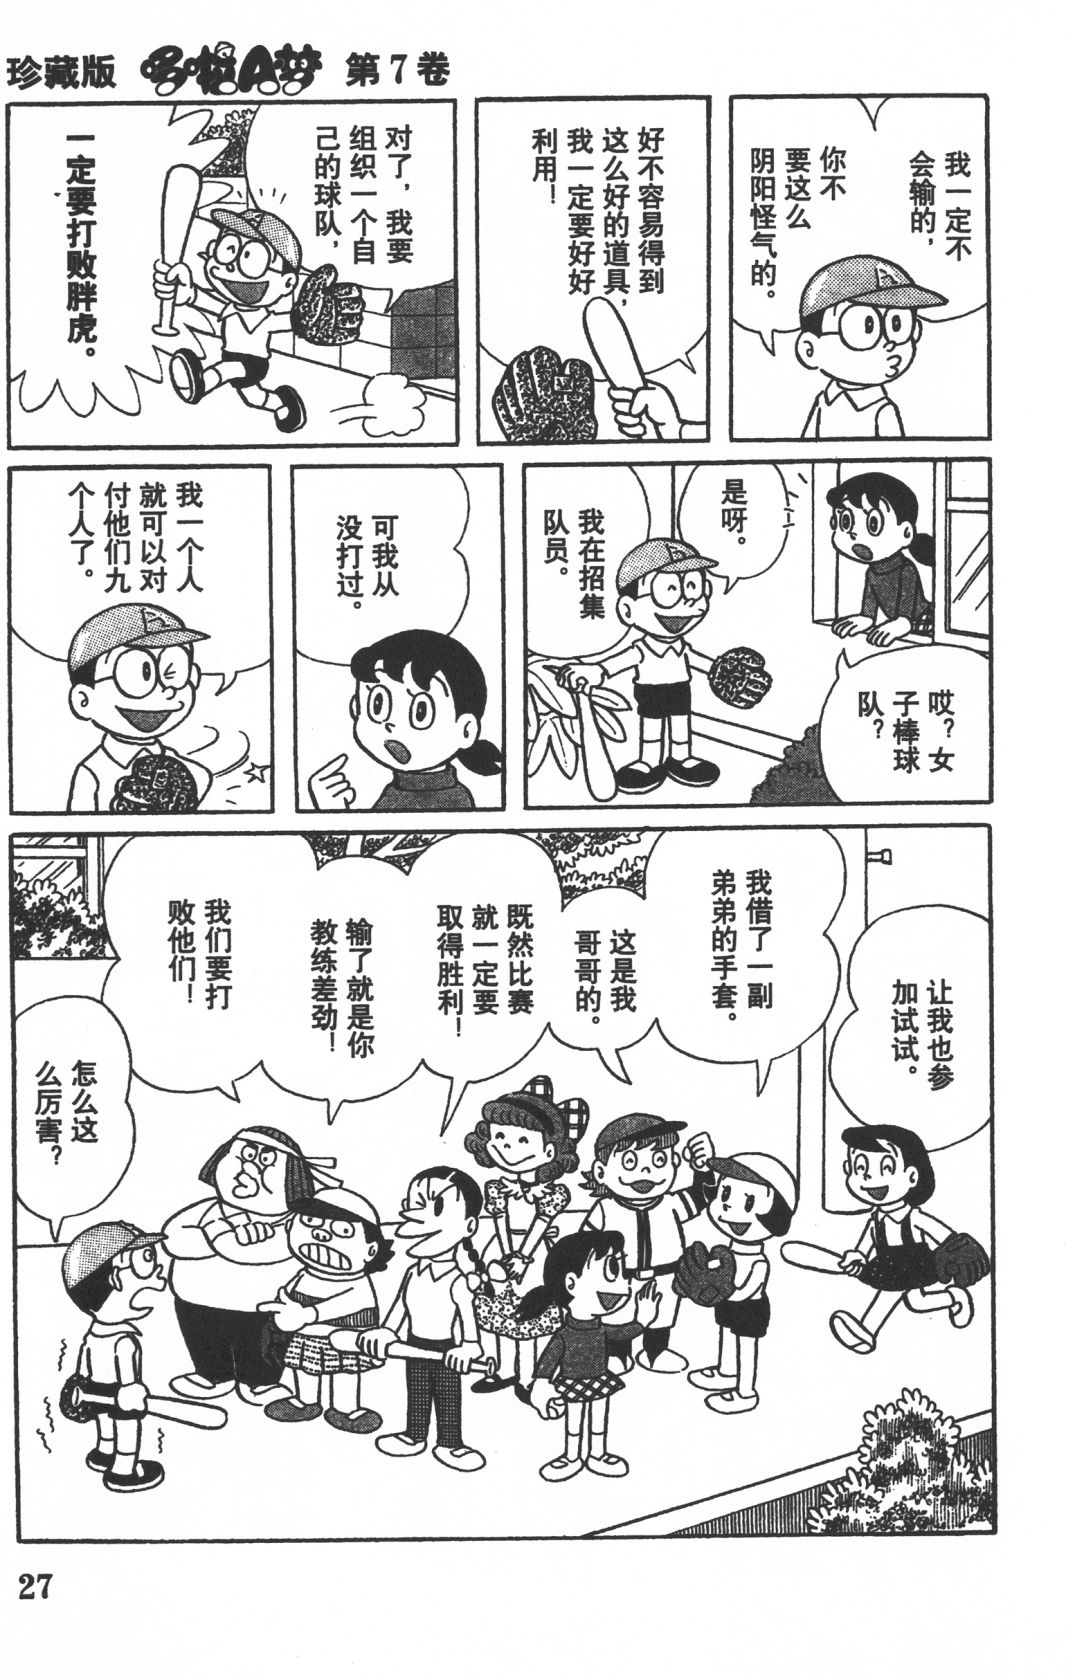 珍藏版 哆啦A梦 第7卷
我一定不
会输的，
你不
要这么
阴阳怪气的。
好不容易得到
这么好的道具，
我一定要好好
利用！
对了，我要
组织一个自
己的球队，
一定要打败胖虎。
是呀。
我在招集
队员。
哎？女
子棒球
队？
可我从
没打过。
我一个人
就可以对
付他们九
个人了。
让我也参
加试试。
我借了一副
弟弟的手套。
这是我
哥哥的。
既然比赛
就一定要
取得胜利！
输了就是你
教练差劲！
我们要打
败他们！
怎么这
么厉害？
27